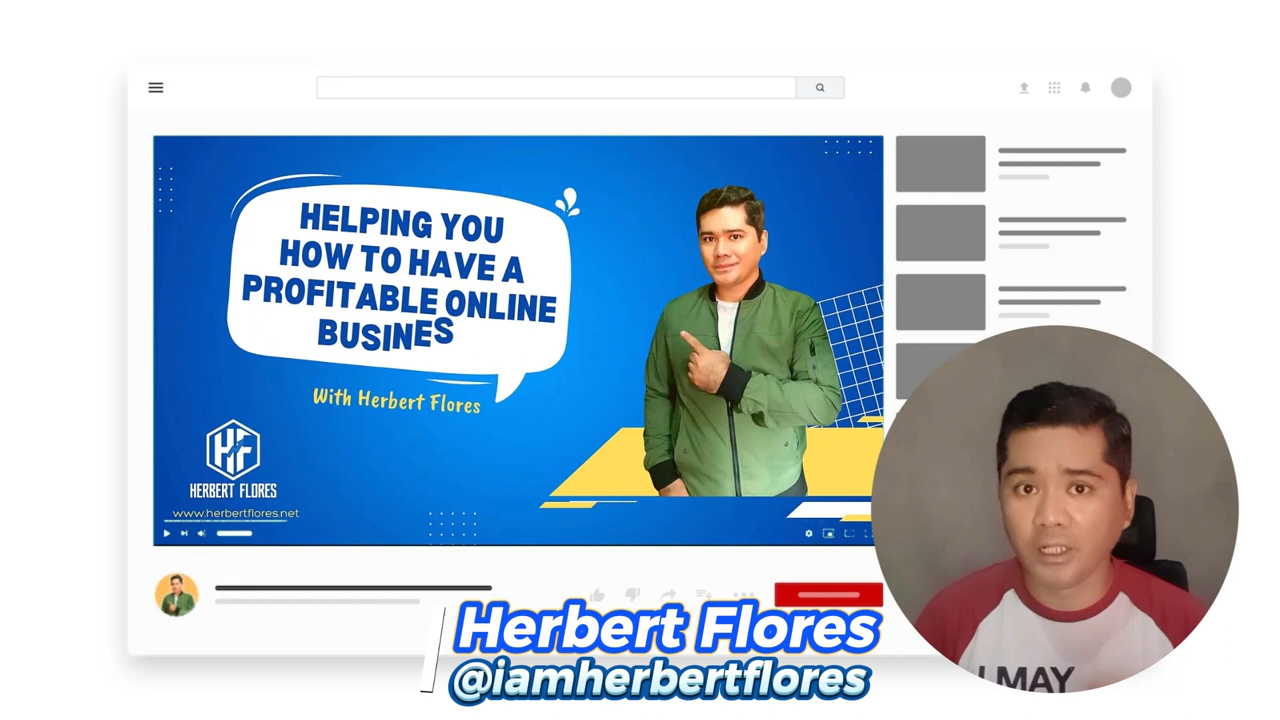 HELPING YOU
HOW TO HAVE A
PROFITABLE ONLINE
BUSINES
With Herbert Flores
HF
HERBERT FLORES
www.herbertflores.net
Herbert Flores
@iamherbertflores
I MAY